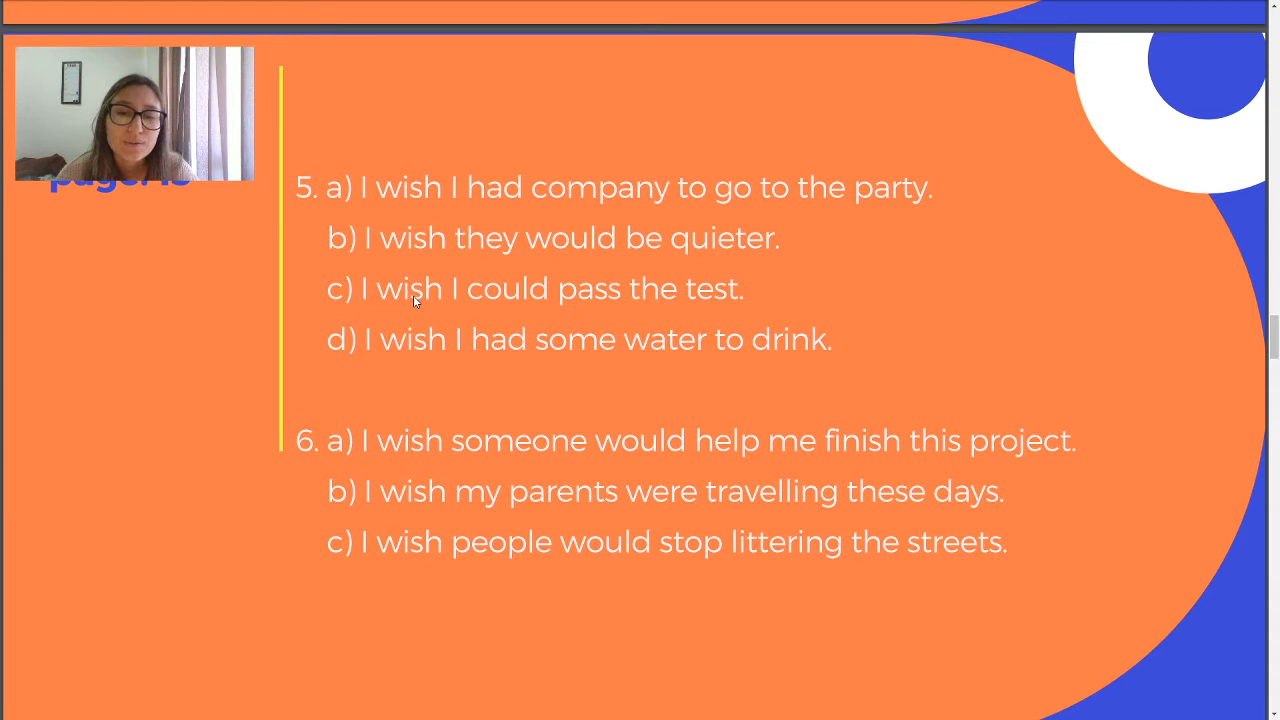 5. a) I wish I had company to go to the party.
b) I wish they would be quieter.
c) I wish I could pass the test.
d) I wish I had some water to drink.
6. a) I wish someone would help me finish this project.
b) I wish my parents were travelling these days.
c) I wish people would stop littering the streets.